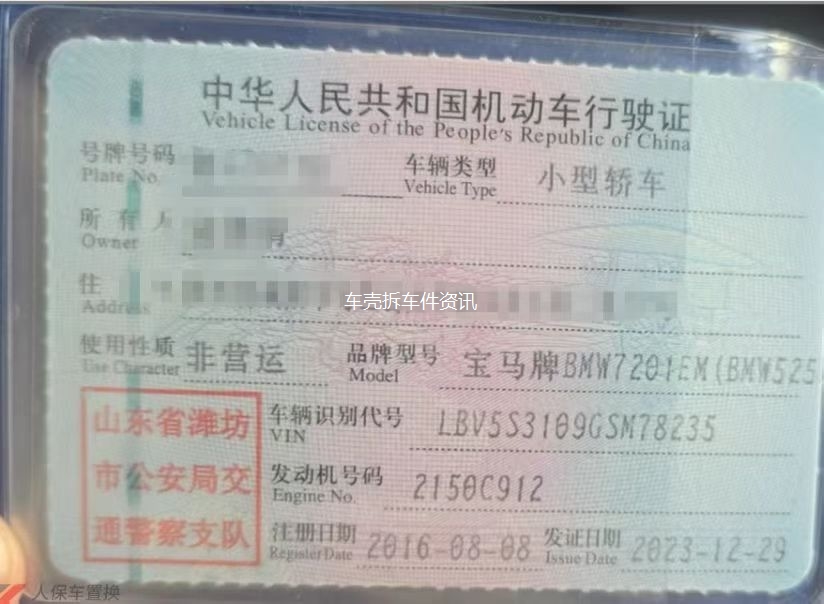 中华人民共和国机动车行驶证
Vehicle License of the People's Republic of China
号牌号码
Plate No.
车辆类型 小型轿车
Vehicle Type
所有人
Owner
住
Address
车壳拆车件资讯
使用性质 非营运 品牌型号 宝马牌BMW7201EM(BMW525
Use Character Model
山东省潍坊
市公安局交
通警察支队
车辆识别代号 LBV5S3109GSM78235
VIN
发动机号码 2150C912
Engine No.
注册日期 2016-08-08 发证日期 2023-12-29
Register Date Issue Date
人保车置换